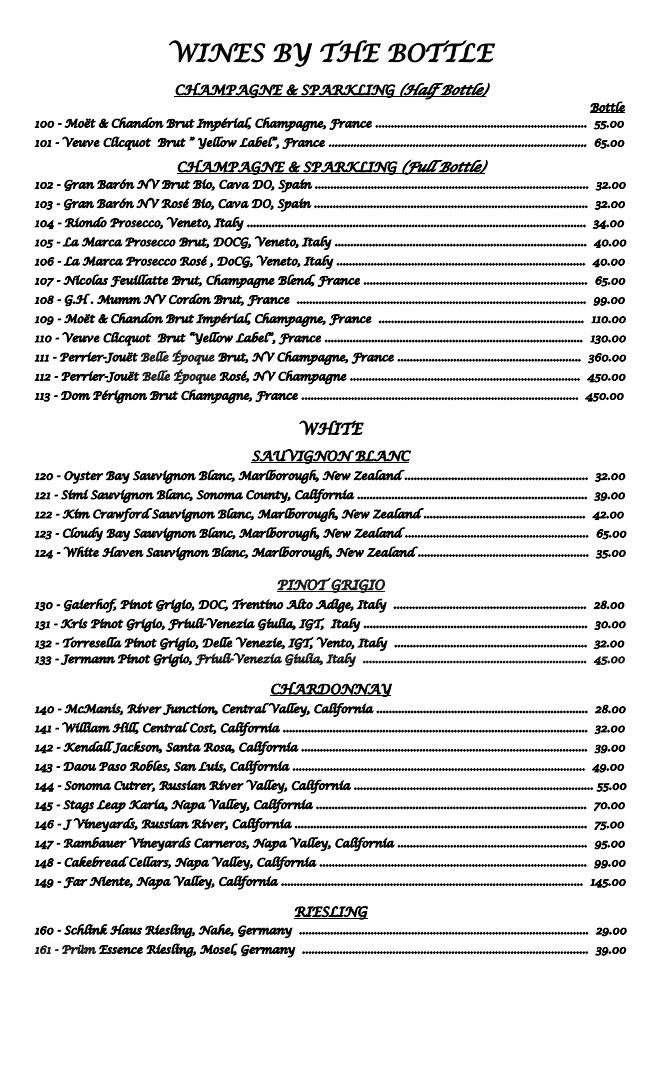 WINES BY THE BOTTLE
CHAMPAGNE & SPARKLING (Half Bottle)
Bottle
100 - Moët & Chandon Brut Impérial, Champagne, France ........ 55.00
101 - Veuve Clicquot Brut " Yellow Label", France ........ 65.00
CHAMPAGNE & SPARKLING (Full Bottle)
102 - Gran Barón NV Brut Bio, Cava DO, Spain ........ 32.00
103 - Gran Barón NV Rosé Bio, Cava DO, Spain ........ 32.00
104 - Riondo Prosecco, Veneto, Italy ........ 34.00
105 - La Marca Prosecco Brut, DOCG, Veneto, Italy ........ 40.00
106 - La Marca Prosecco Rosé , DoCG, Veneto, Italy ........ 40.00
107 - Nicolas Feuillatte Brut, Champagne Blend, France ........ 65.00
108 - G.H . Mumm NV Cordon Brut, France ........ 99.00
109 - Moët & Chandon Brut Impérial, Champagne, France ........ 110.00
110 - Veuve Clicquot Brut "Yellow Label", France ........ 130.00
111 - Perrier-Jouët Belle Époque Brut, NV Champagne, France ........ 360.00
112 - Perrier-Jouët Belle Époque Rosé, NV Champagne ........ 450.00
113 - Dom Pérignon Brut Champagne, France ........ 450.00
WHITE
SAUVIGNON BLANC
120 - Oyster Bay Sauvignon Blanc, Marlborough, New Zealand ........ 32.00
121 - Simi Sauvignon Blanc, Sonoma County, California ........ 39.00
122 - Kim Crawford Sauvignon Blanc, Marlborough, New Zealand ........ 42.00
123 - Cloudy Bay Sauvignon Blanc, Marlborough, New Zealand ........ 65.00
124 - White Haven Sauvignon Blanc, Marlborough, New Zealand ........ 35.00
PINOT GRIGIO
130 - Gaierhof, Pinot Grigio, DOC, Trentino Alto Adige, Italy ........ 28.00
131 - Kris Pinot Grigio, Friuli-Venezia Giulia, IGT, Italy ........ 30.00
132 - Torresella Pinot Grigio, Delle Venezie, IGT, Vento, Italy ........ 32.00
133 - Jermann Pinot Grigio, Friuli-Venezia Giulia, Italy ........ 45.00
CHARDONNAY
140 - McManis, River Junction, Central Valley, California ........ 28.00
141 - William Hill, Central Cost, California ........ 32.00
142 - Kendall Jackson, Santa Rosa, California ........ 39.00
143 - Daou Paso Robles, San Luis, California ........ 49.00
144 - Sonoma Cutrer, Russian River Valley, California ........ 55.00
145 - Stags Leap Karia, Napa Valley, California ........ 70.00
146 - J Vineyards, Russian River, California ........ 75.00
147 - Rambauer Vineyards Carneros, Napa Valley, California ........ 95.00
148 - Cakebread Cellars, Napa Valley, California ........ 99.00
149 - Far Niente, Napa Valley, California ........ 145.00
RIESLING
160 - Schlink Haus Riesling, Nahe, Germany ........ 29.00
161 - Prüm Essence Riesling, Mosel, Germany ........ 39.00